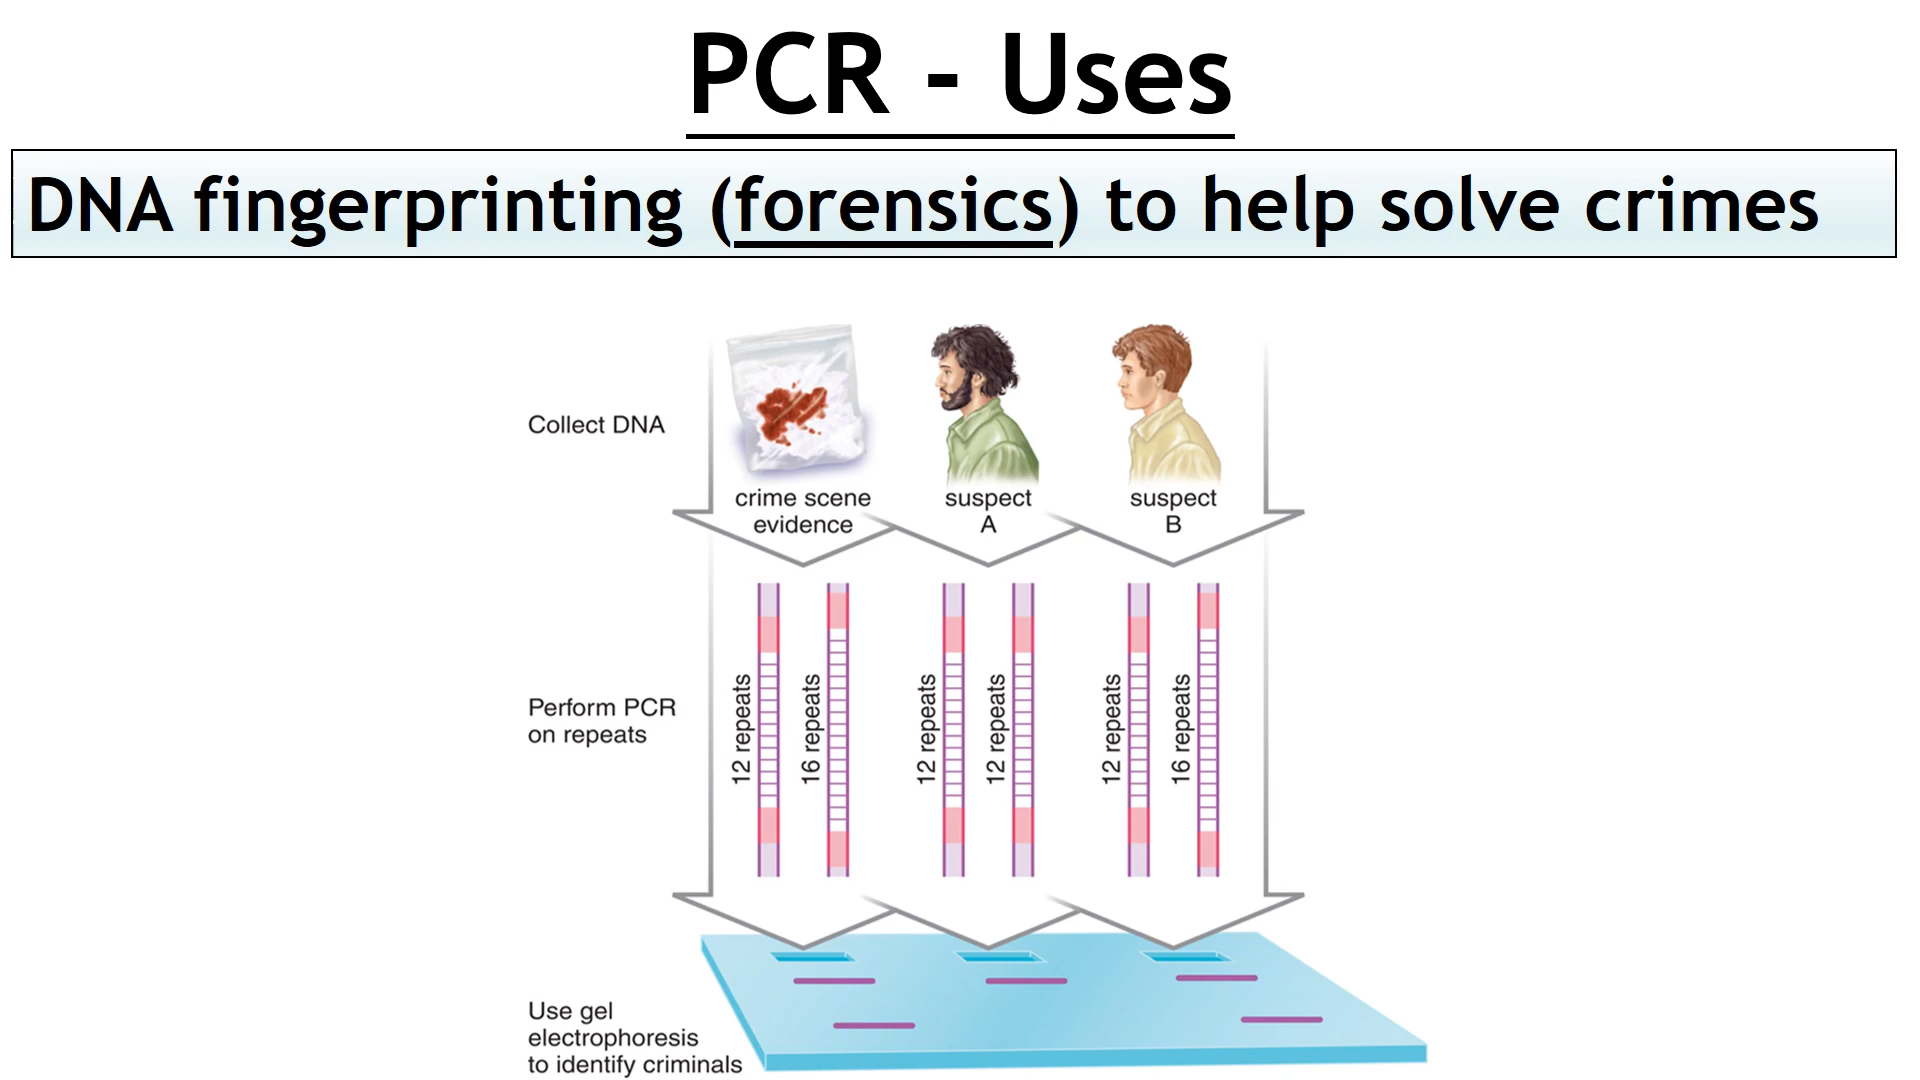 PCR - Uses
DNA fingerprinting (forensics) to help solve crimes
Collect DNA
crime scene
evidence
suspect
A
suspect
B
Perform PCR
on repeats
12 repeats
16 repeats
12 repeats
12 repeats
12 repeats
16 repeats
Use gel
electrophoresis
to identify criminals